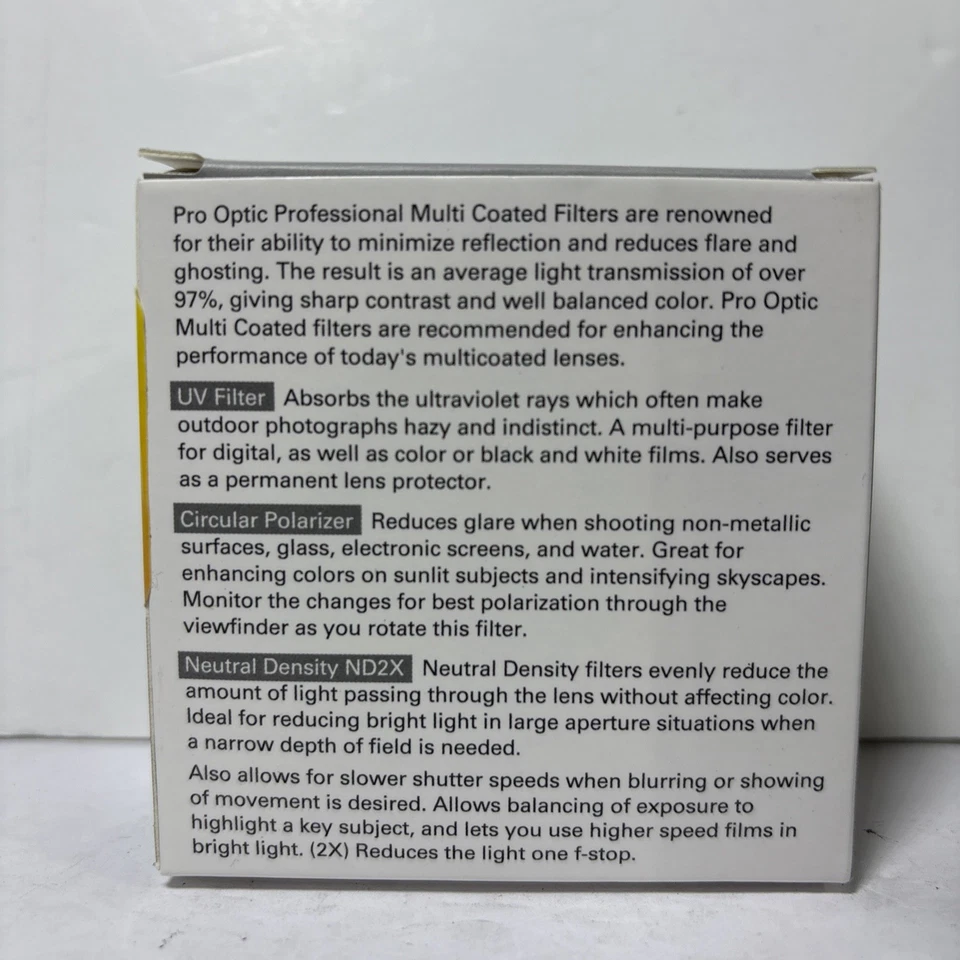 Pro Optic Professional Multi Coated Filters are renowned
for their ability to minimize reflection and reduces flare and
ghosting. The result is an average light transmission of over
97%, giving sharp contrast and well balanced color. Pro Optic
Multi Coated filters are recommended for enhancing the
performance of today's multicoated lenses.
UV Filter Absorbs the ultraviolet rays which often make
outdoor photographs hazy and indistinct. A multi-purpose filter
for digital, as well as color or black and white films. Also serves
as a permanent lens protector.
Circular Polarizer Reduces glare when shooting non-metallic
surfaces, glass, electronic screens, and water. Great for
enhancing colors on sunlit subjects and intensifying skyscapes.
Monitor the changes for best polarization through the
viewfinder as you rotate this filter.
Neutral Density ND2X Neutral Density filters evenly reduce the
amount of light passing through the lens without affecting color.
Ideal for reducing bright light in large aperture situations when
a narrow depth of field is needed.
Also allows for slower shutter speeds when blurring or showing
of movement is desired. Allows balancing of exposure to
highlight a key subject, and lets you use higher speed films in
bright light. (2X) Reduces the light one f-stop.